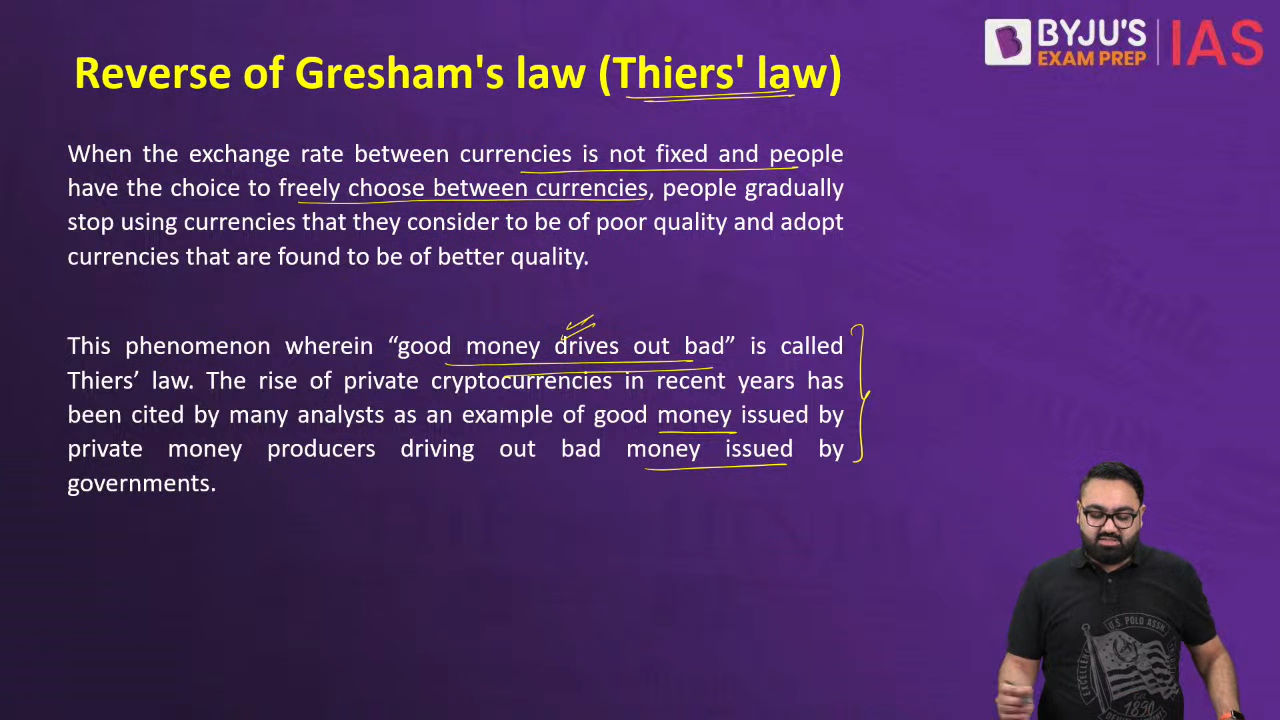 Reverse of Gresham's law (Thiers' law)
BYJU'S
EXAM PREP
IAS
When the exchange rate between currencies is not fixed and people
have the choice to freely choose between currencies, people gradually
stop using currencies that they consider to be of poor quality and adopt
currencies that are found to be of better quality.
This phenomenon wherein “good money drives out bad” is called
Thiers’ law. The rise of private cryptocurrencies in recent years has
been cited by many analysts as an example of good money issued by
private money producers driving out bad money issued by
governments.
U.S. POLO ASSN.
1890